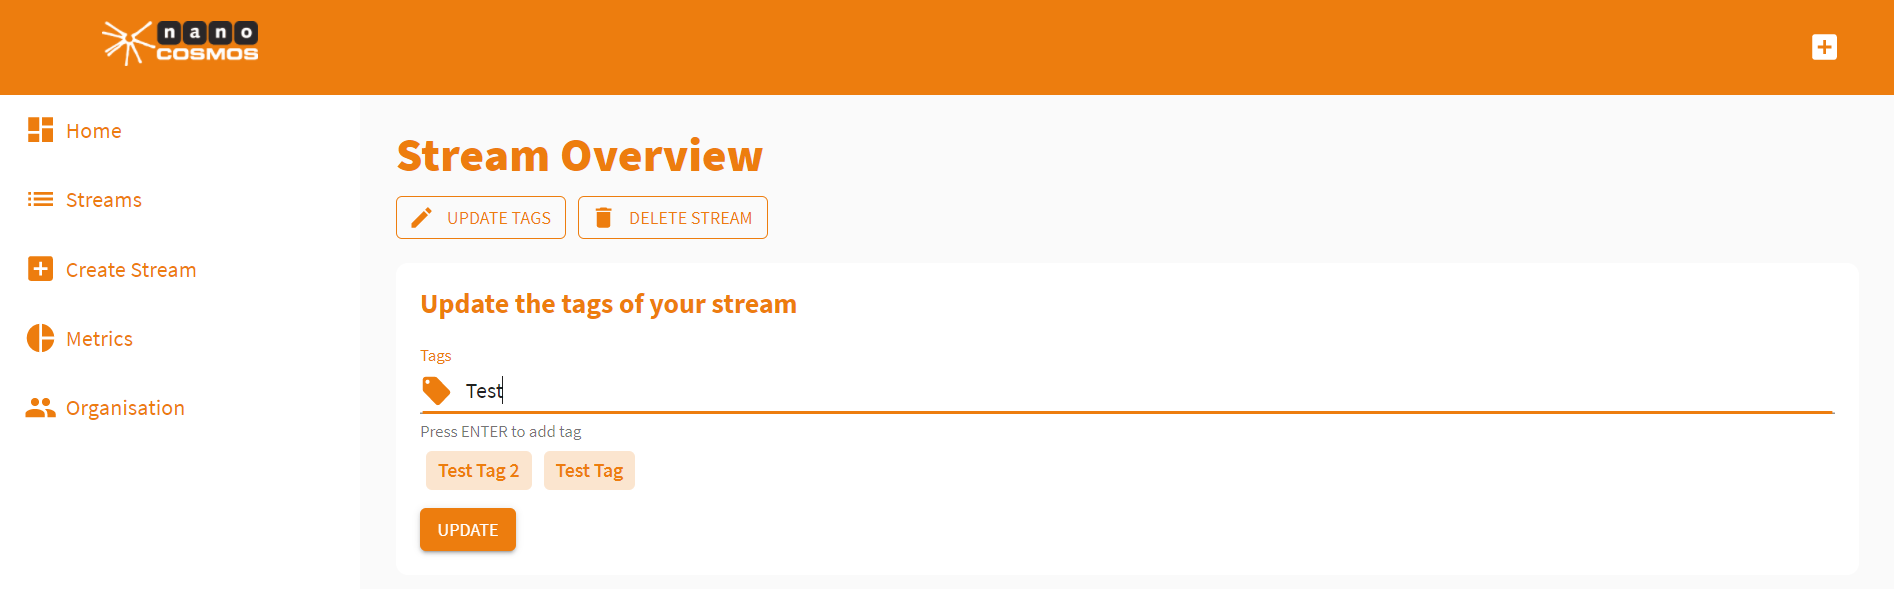 nano
COSMOS
Home
Streams
Create Stream
Metrics
Organisation
Stream Overview
UPDATE TAGS DELETE STREAM
Update the tags of your stream
Tags
Test
Press ENTER to add tag
Test Tag 2 Test Tag
UPDATE